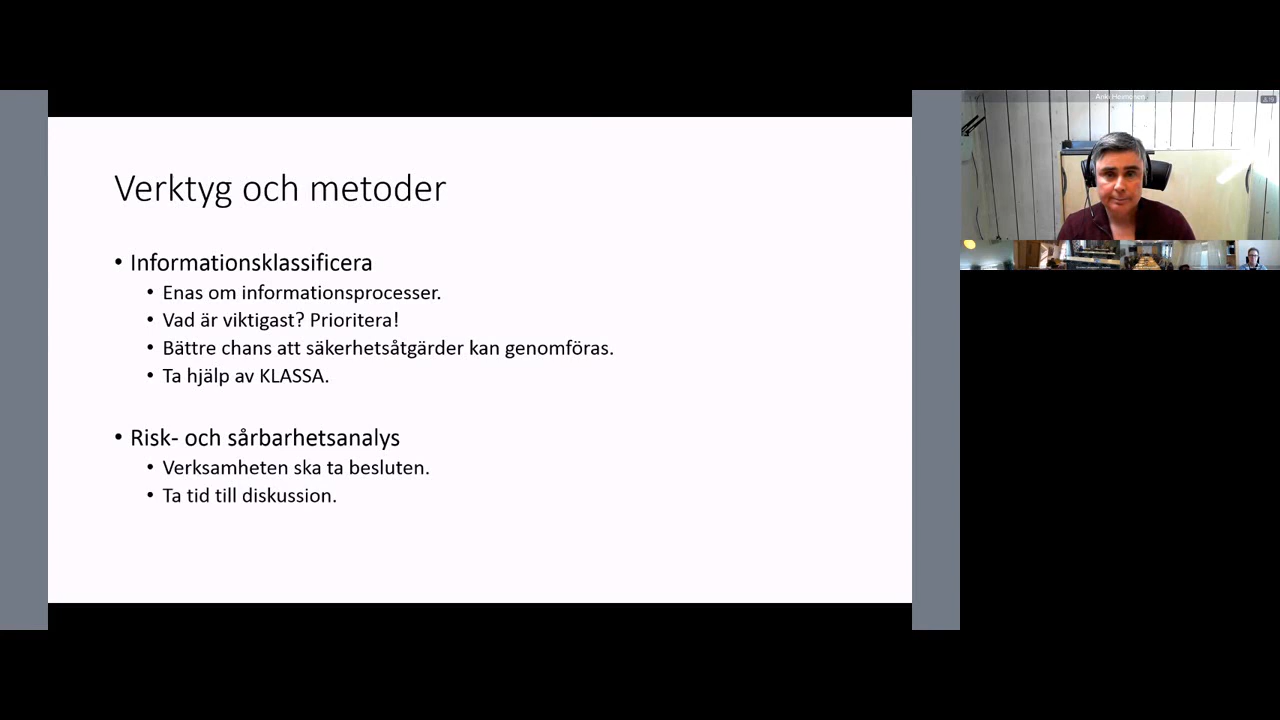 Verktyg och metoder
• Informationsklassificera
• Enas om informationsprocesser.
• Vad är viktigast? Prioritera!
• Bättre chans att säkerhetsåtgärder kan genomföras.
• Ta hjälp av KLASSA.
• Risk- och sårbarhetsanalys
• Verksamheten ska ta besluten.
• Ta tid till diskussion.